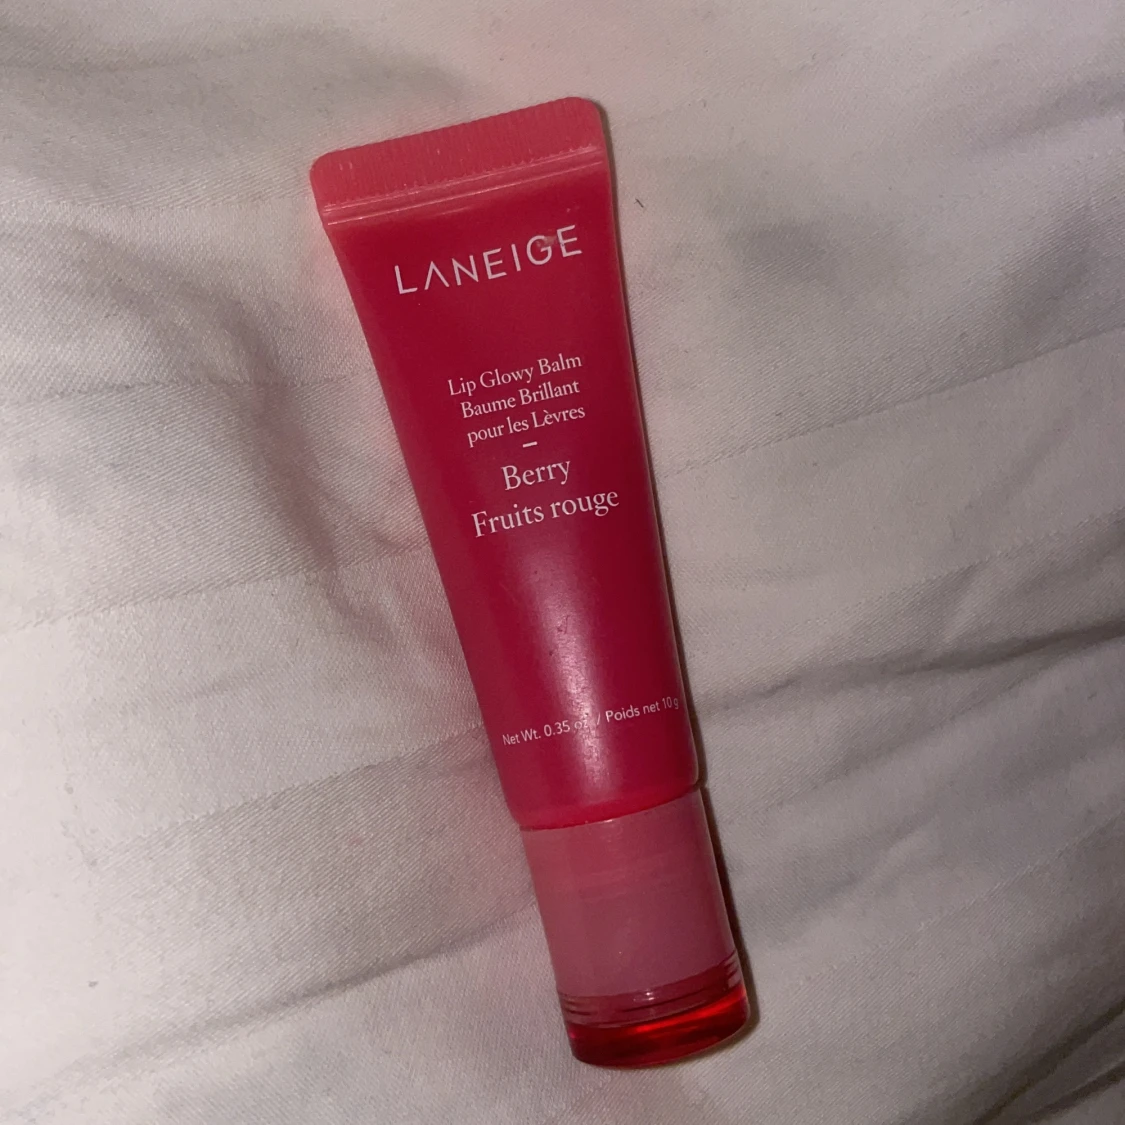 LANEIGE
Lip Glowy Balm
Baume Brillant
pour les Lèvres
Berry
Fruits rouge
Net Wt. 0.35 oz. / Poids net 10 g